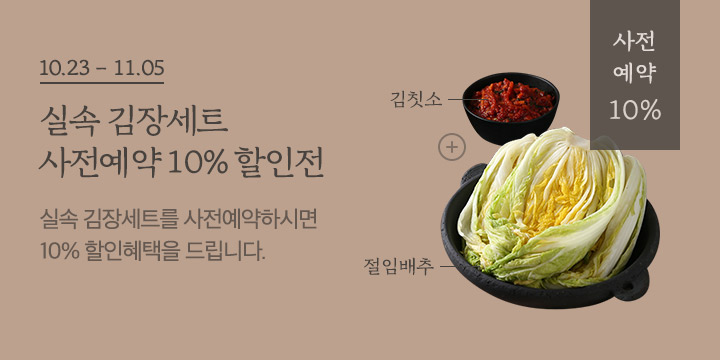 10.23 – 11.05
실속 김장세트
사전예약 10% 할인전
실속 김장세트를 사전예약하시면
10% 할인혜택을 드립니다.
김칫소
절임배추
사전
예약
10%